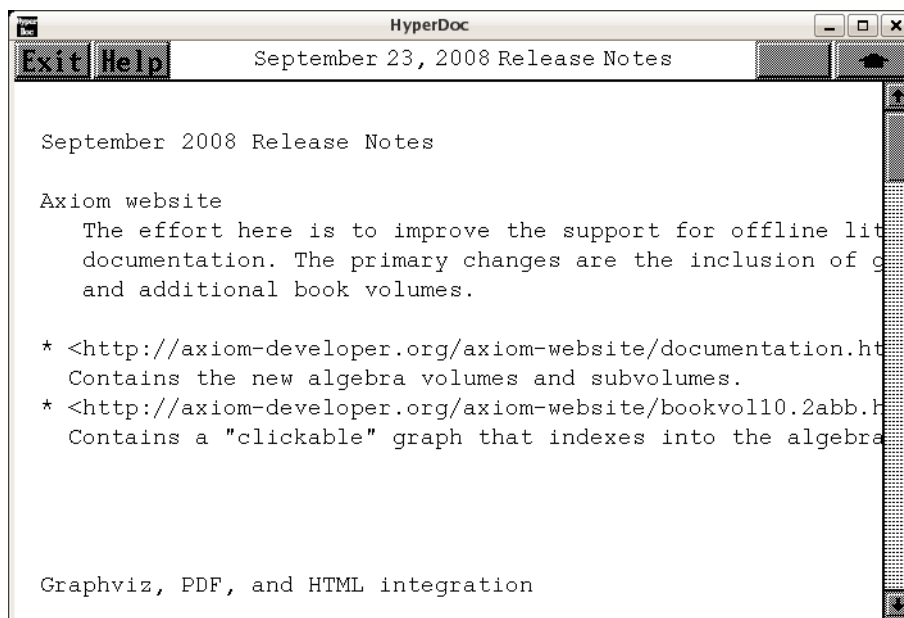 Hyper Doc
HyperDoc
Exit Help September 23, 2008 Release Notes
September 2008 Release Notes
Axiom website
The effort here is to improve the support for offline lit
documentation. The primary changes are the inclusion of g
and additional book volumes.
* <http://axiom-developer.org/axiom-website/documentation.ht
Contains the new algebra volumes and subvolumes.
* <http://axiom-developer.org/axiom-website/bookvol10.2abb.h
Contains a "clickable" graph that indexes into the algebra
Graphviz, PDF, and HTML integration